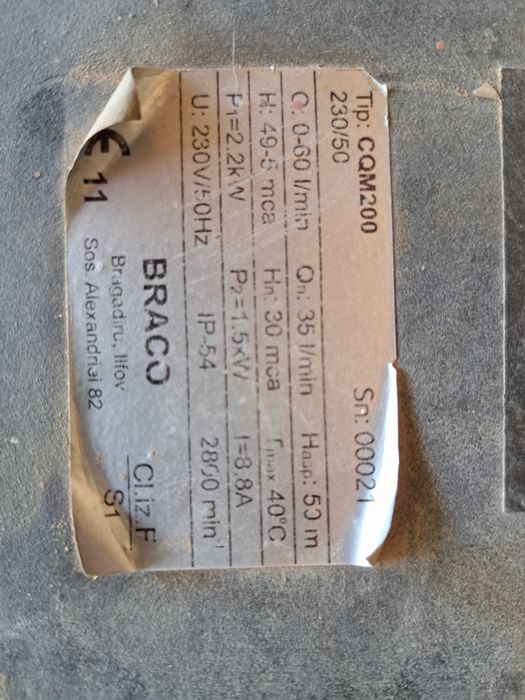 Tip: CQM200 Sn: 00021
230/50
Q: 0-60 l/min Qn: 35 l/min Hasp: 50 m
H: 49-5 mca Hn: 30 mca Tmax 40°C
P1=2.2kW P2=1.5kW I=8.8A
U: 230V/50Hz IP-54 2800 min-1
BRACO Cl.iz.F
Bragadiru, Ilfov S1
CE 11 Sos. Alexandriei 82